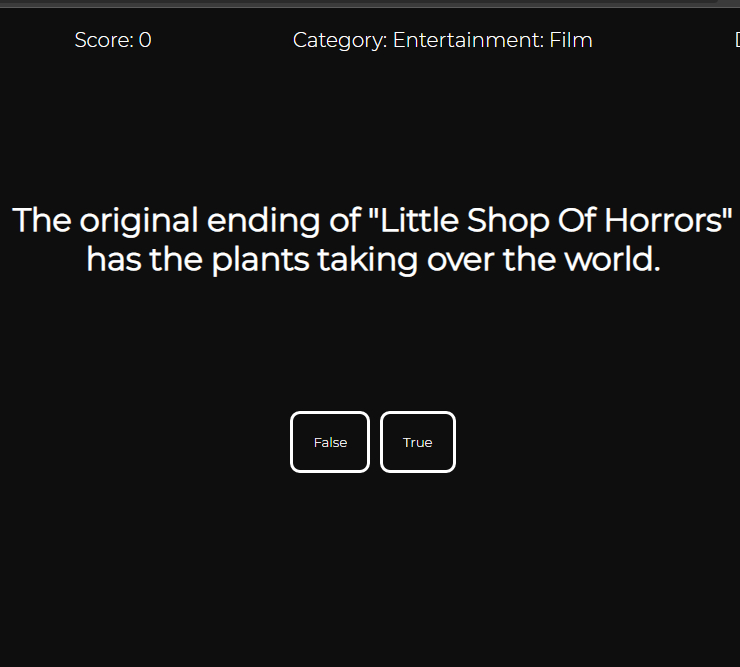 Score: 0
Category: Entertainment: Film
The original ending of "Little Shop Of Horrors"
has the plants taking over the world.
False
True